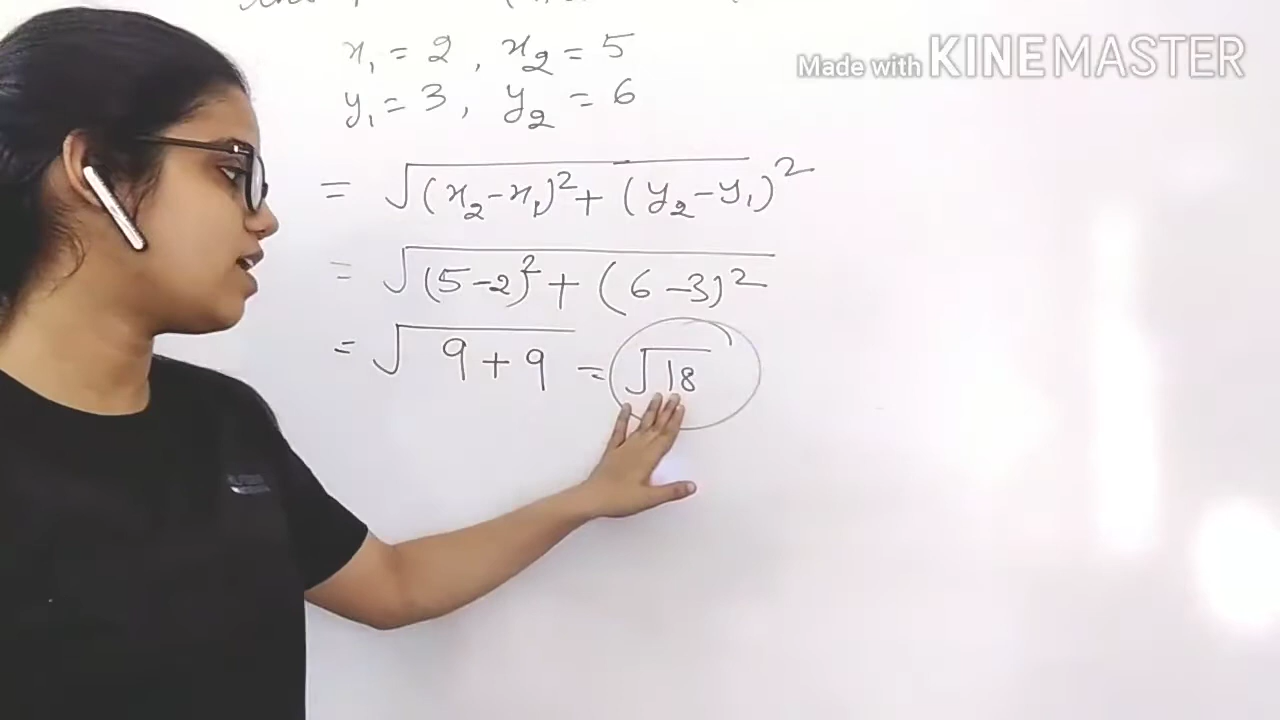 Made with KINEMASTER
x₁ = 2 , x₂ = 5
y₁ = 3 , y₂ = 6
= √(x₂-x₁)² + (y₂-y₁)²
= √(5-2)² + (6-3)²
= √9+9 = √18